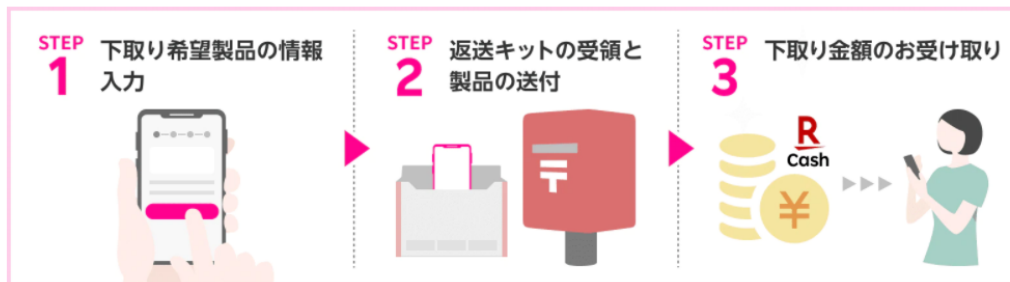 STEP
1
下取り希望製品の情報
入力
STEP
2
返送キットの受領と
製品の送付
〒
STEP
3
下取り金額のお受け取り
R
Cash
¥